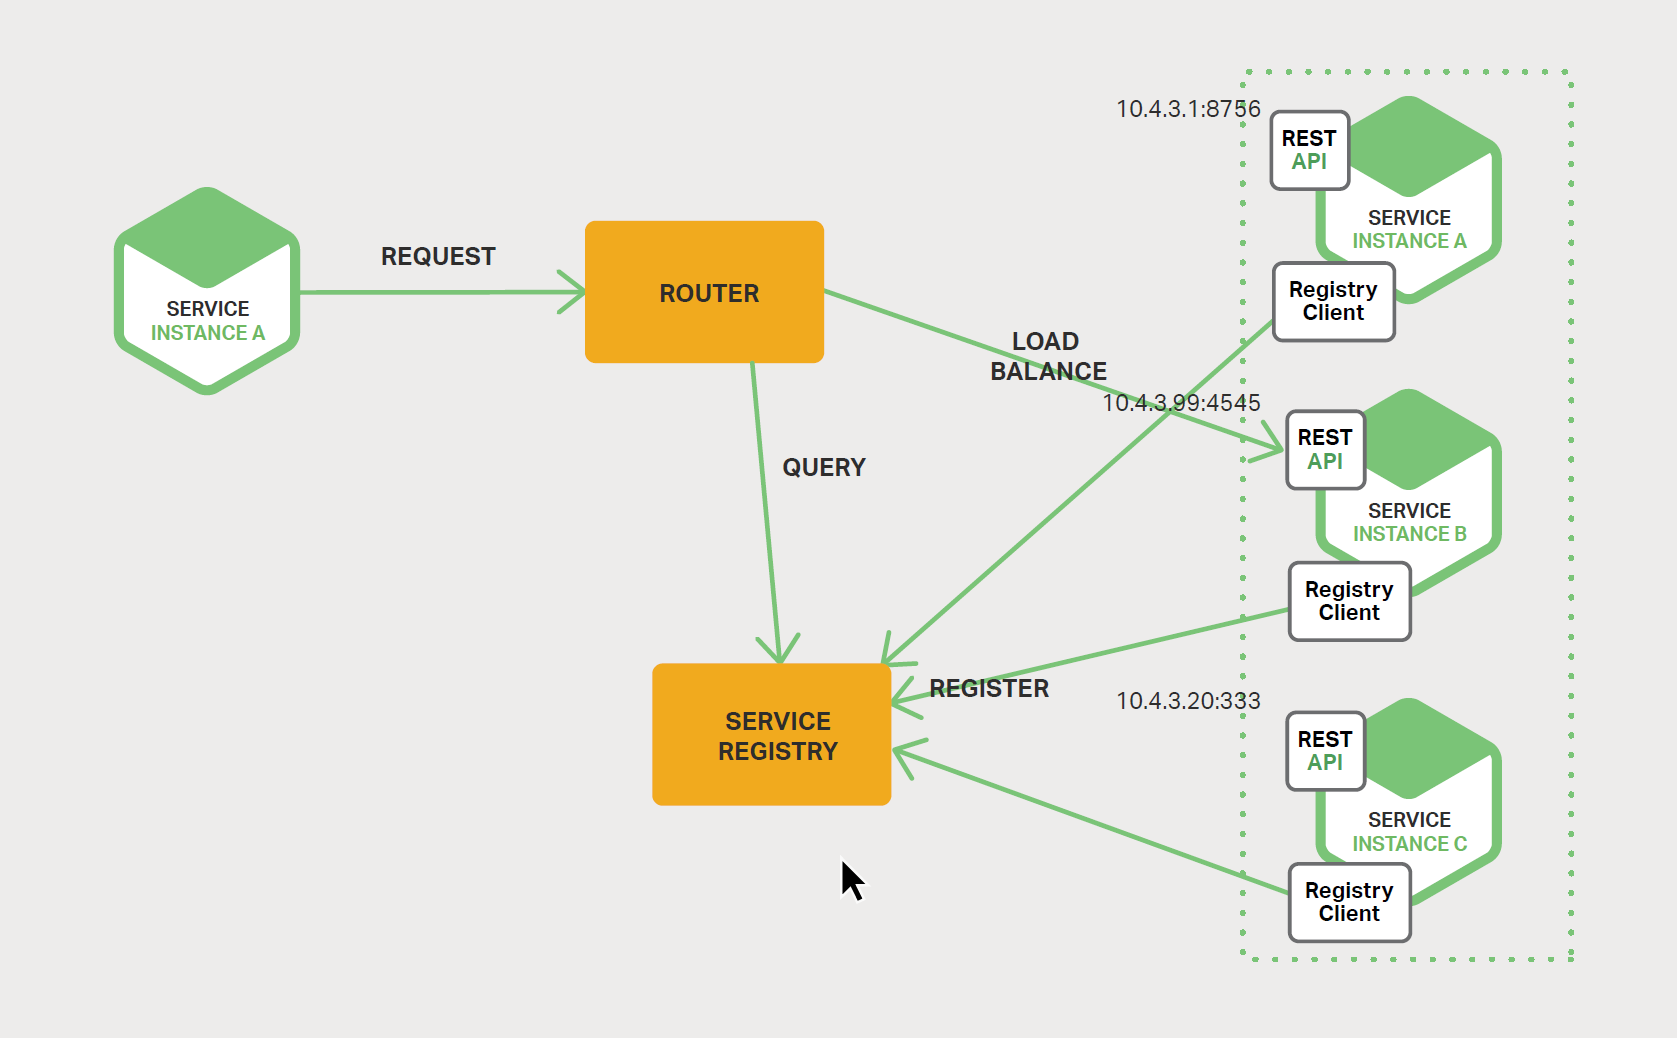 SERVICE
INSTANCE A
REQUEST
ROUTER
QUERY
LOAD
BALANCE
SERVICE
REGISTRY
REGISTER
10.4.3.1:8756
REST
API
SERVICE
INSTANCE A
Registry
Client
10.4.3.99:4545
REST
API
SERVICE
INSTANCE B
Registry
Client
10.4.3.20:333
REST
API
SERVICE
INSTANCE C
Registry
Client